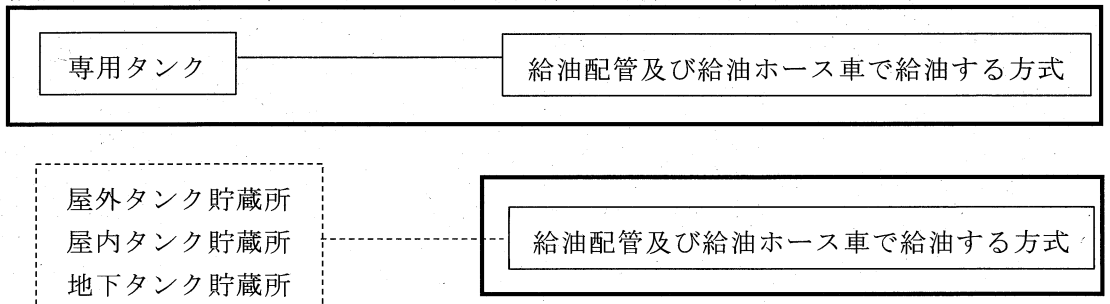 専用タンク
給油配管及び給油ホース車で給油する方式
屋外タンク貯蔵所
屋内タンク貯蔵所
地下タンク貯蔵所
給油配管及び給油ホース車で給油する方式